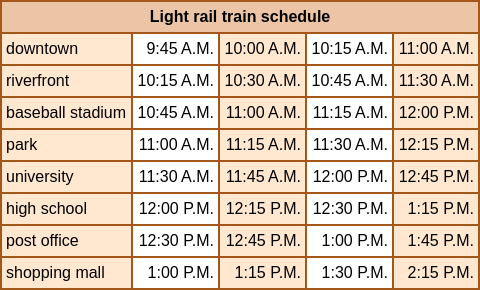 Light rail train schedule
downtown 9:45 A.M. 10:00 A.M. 10:15 A.M. 11:00 A.M.
riverfront 10:15 A.M. 10:30 A.M. 10:45 A.M. 11:30 A.M.
baseball stadium 10:45 A.M. 11:00 A.M. 11:15 A.M. 12:00 P.M.
park 11:00 A.M. 11:15 A.M. 11:30 A.M. 12:15 P.M.
university 11:30 A.M. 11:45 A.M. 12:00 P.M. 12:45 P.M.
high school 12:00 P.M. 12:15 P.M. 12:30 P.M. 1:15 P.M.
post office 12:30 P.M. 12:45 P.M. 1:00 P.M. 1:45 P.M.
shopping mall 1:00 P.M. 1:15 P.M. 1:30 P.M. 2:15 P.M.